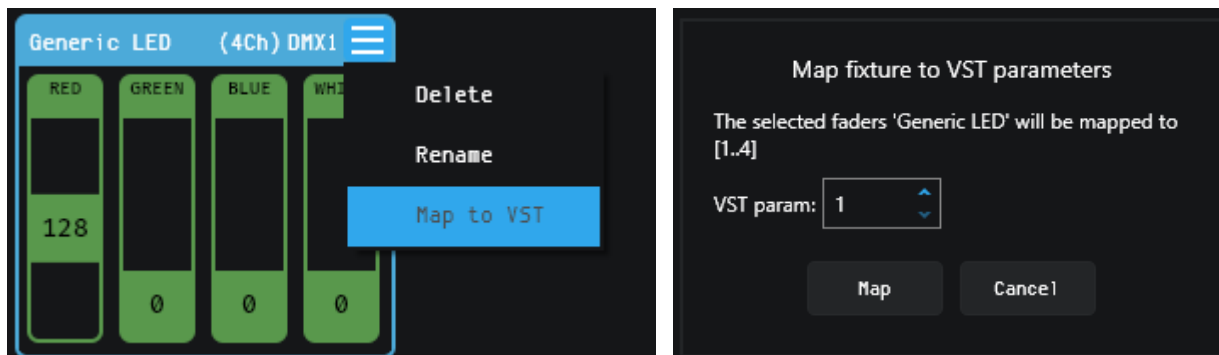 Generic LED (4Ch) DMX1
RED GREEN BLUE WHI
Delete
Rename
Map to VST
128
0 0 0
Map fixture to VST parameters
The selected faders 'Generic LED' will be mapped to
[1..4]
VST param: 1
Map Cancel